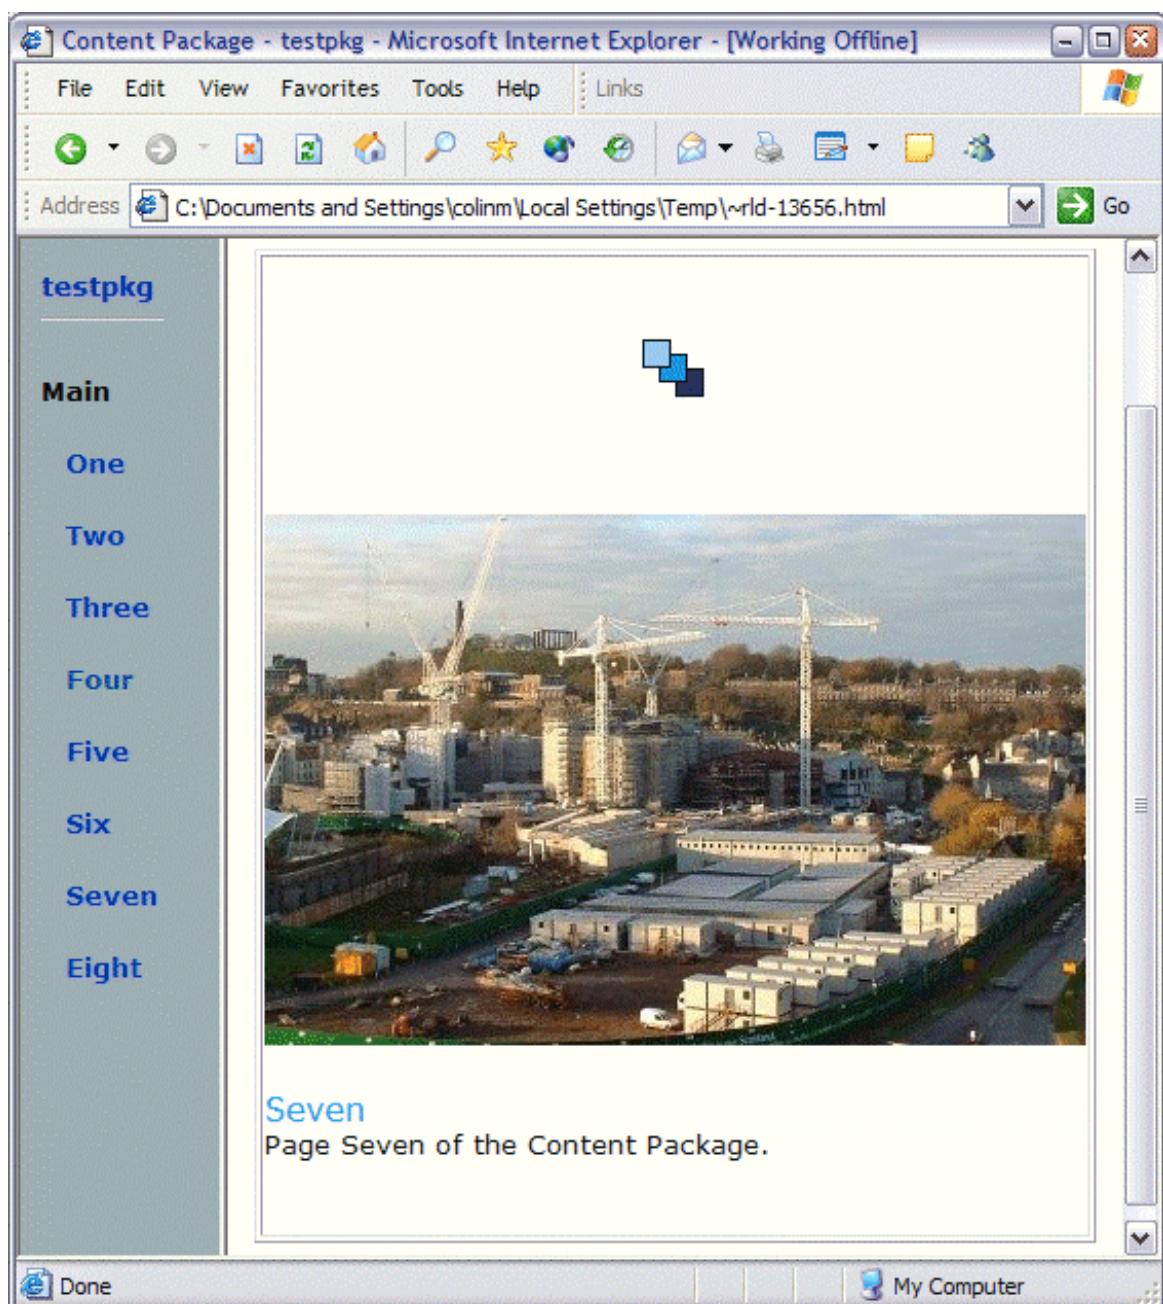 Content Package - testpkg - Microsoft Internet Explorer - [Working Offline]
File Edit View Favorites Tools Help Links
Address C:\Documents and Settings\colinm\Local Settings\Temp\~rld-13656.html Go
testpkg
Main
One
Two
Three
Four
Five
Six
Seven
Eight
Seven
Page Seven of the Content Package.
Done My Computer